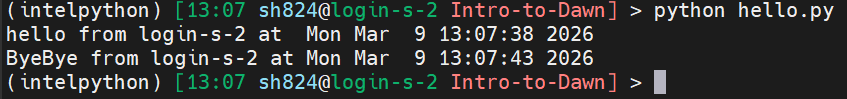 (intelpython) [13:07 sh824@login-s-2 Intro-to-Dawn] > python hello.py
hello from login-s-2 at  Mon Mar  9 13:07:38 2026
ByeBye from login-s-2 at  Mon Mar  9 13:07:43 2026
(intelpython) [13:07 sh824@login-s-2 Intro-to-Dawn] >